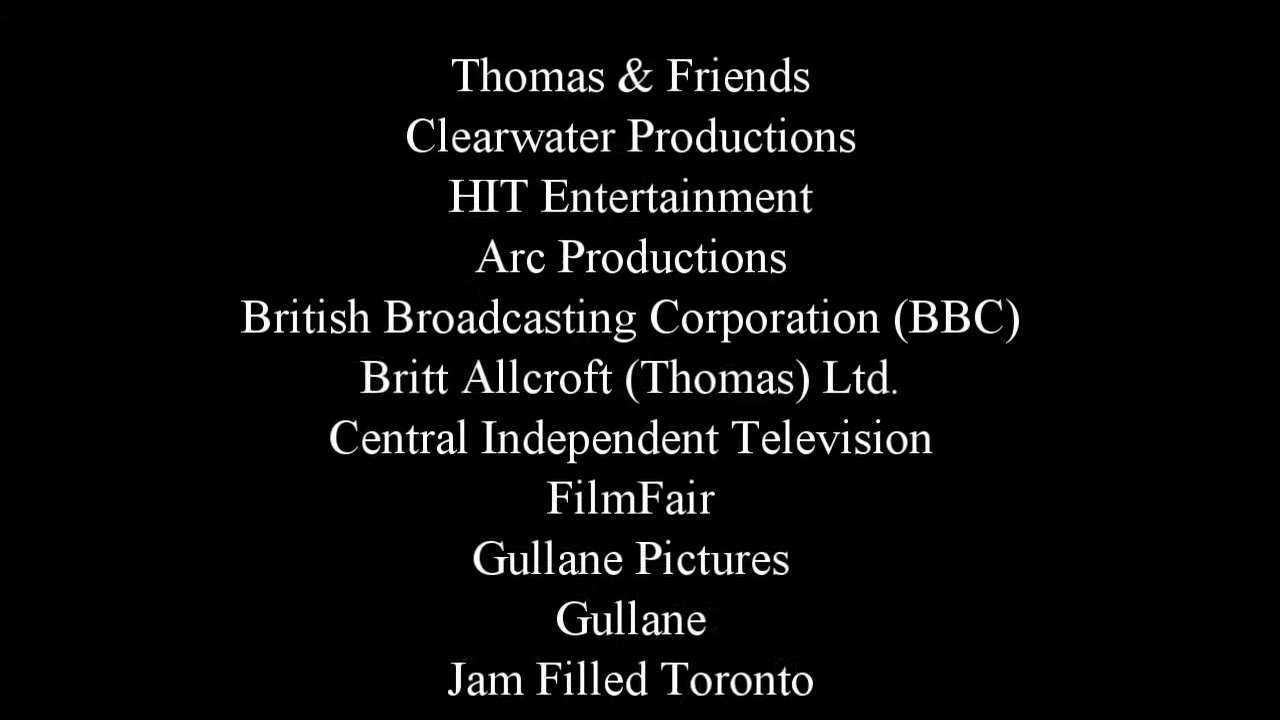 Thomas & Friends
Clearwater Productions
HIT Entertainment
Arc Productions
British Broadcasting Corporation (BBC)
Britt Allcroft (Thomas) Ltd.
Central Independent Television
FilmFair
Gullane Pictures
Gullane
Jam Filled Toronto